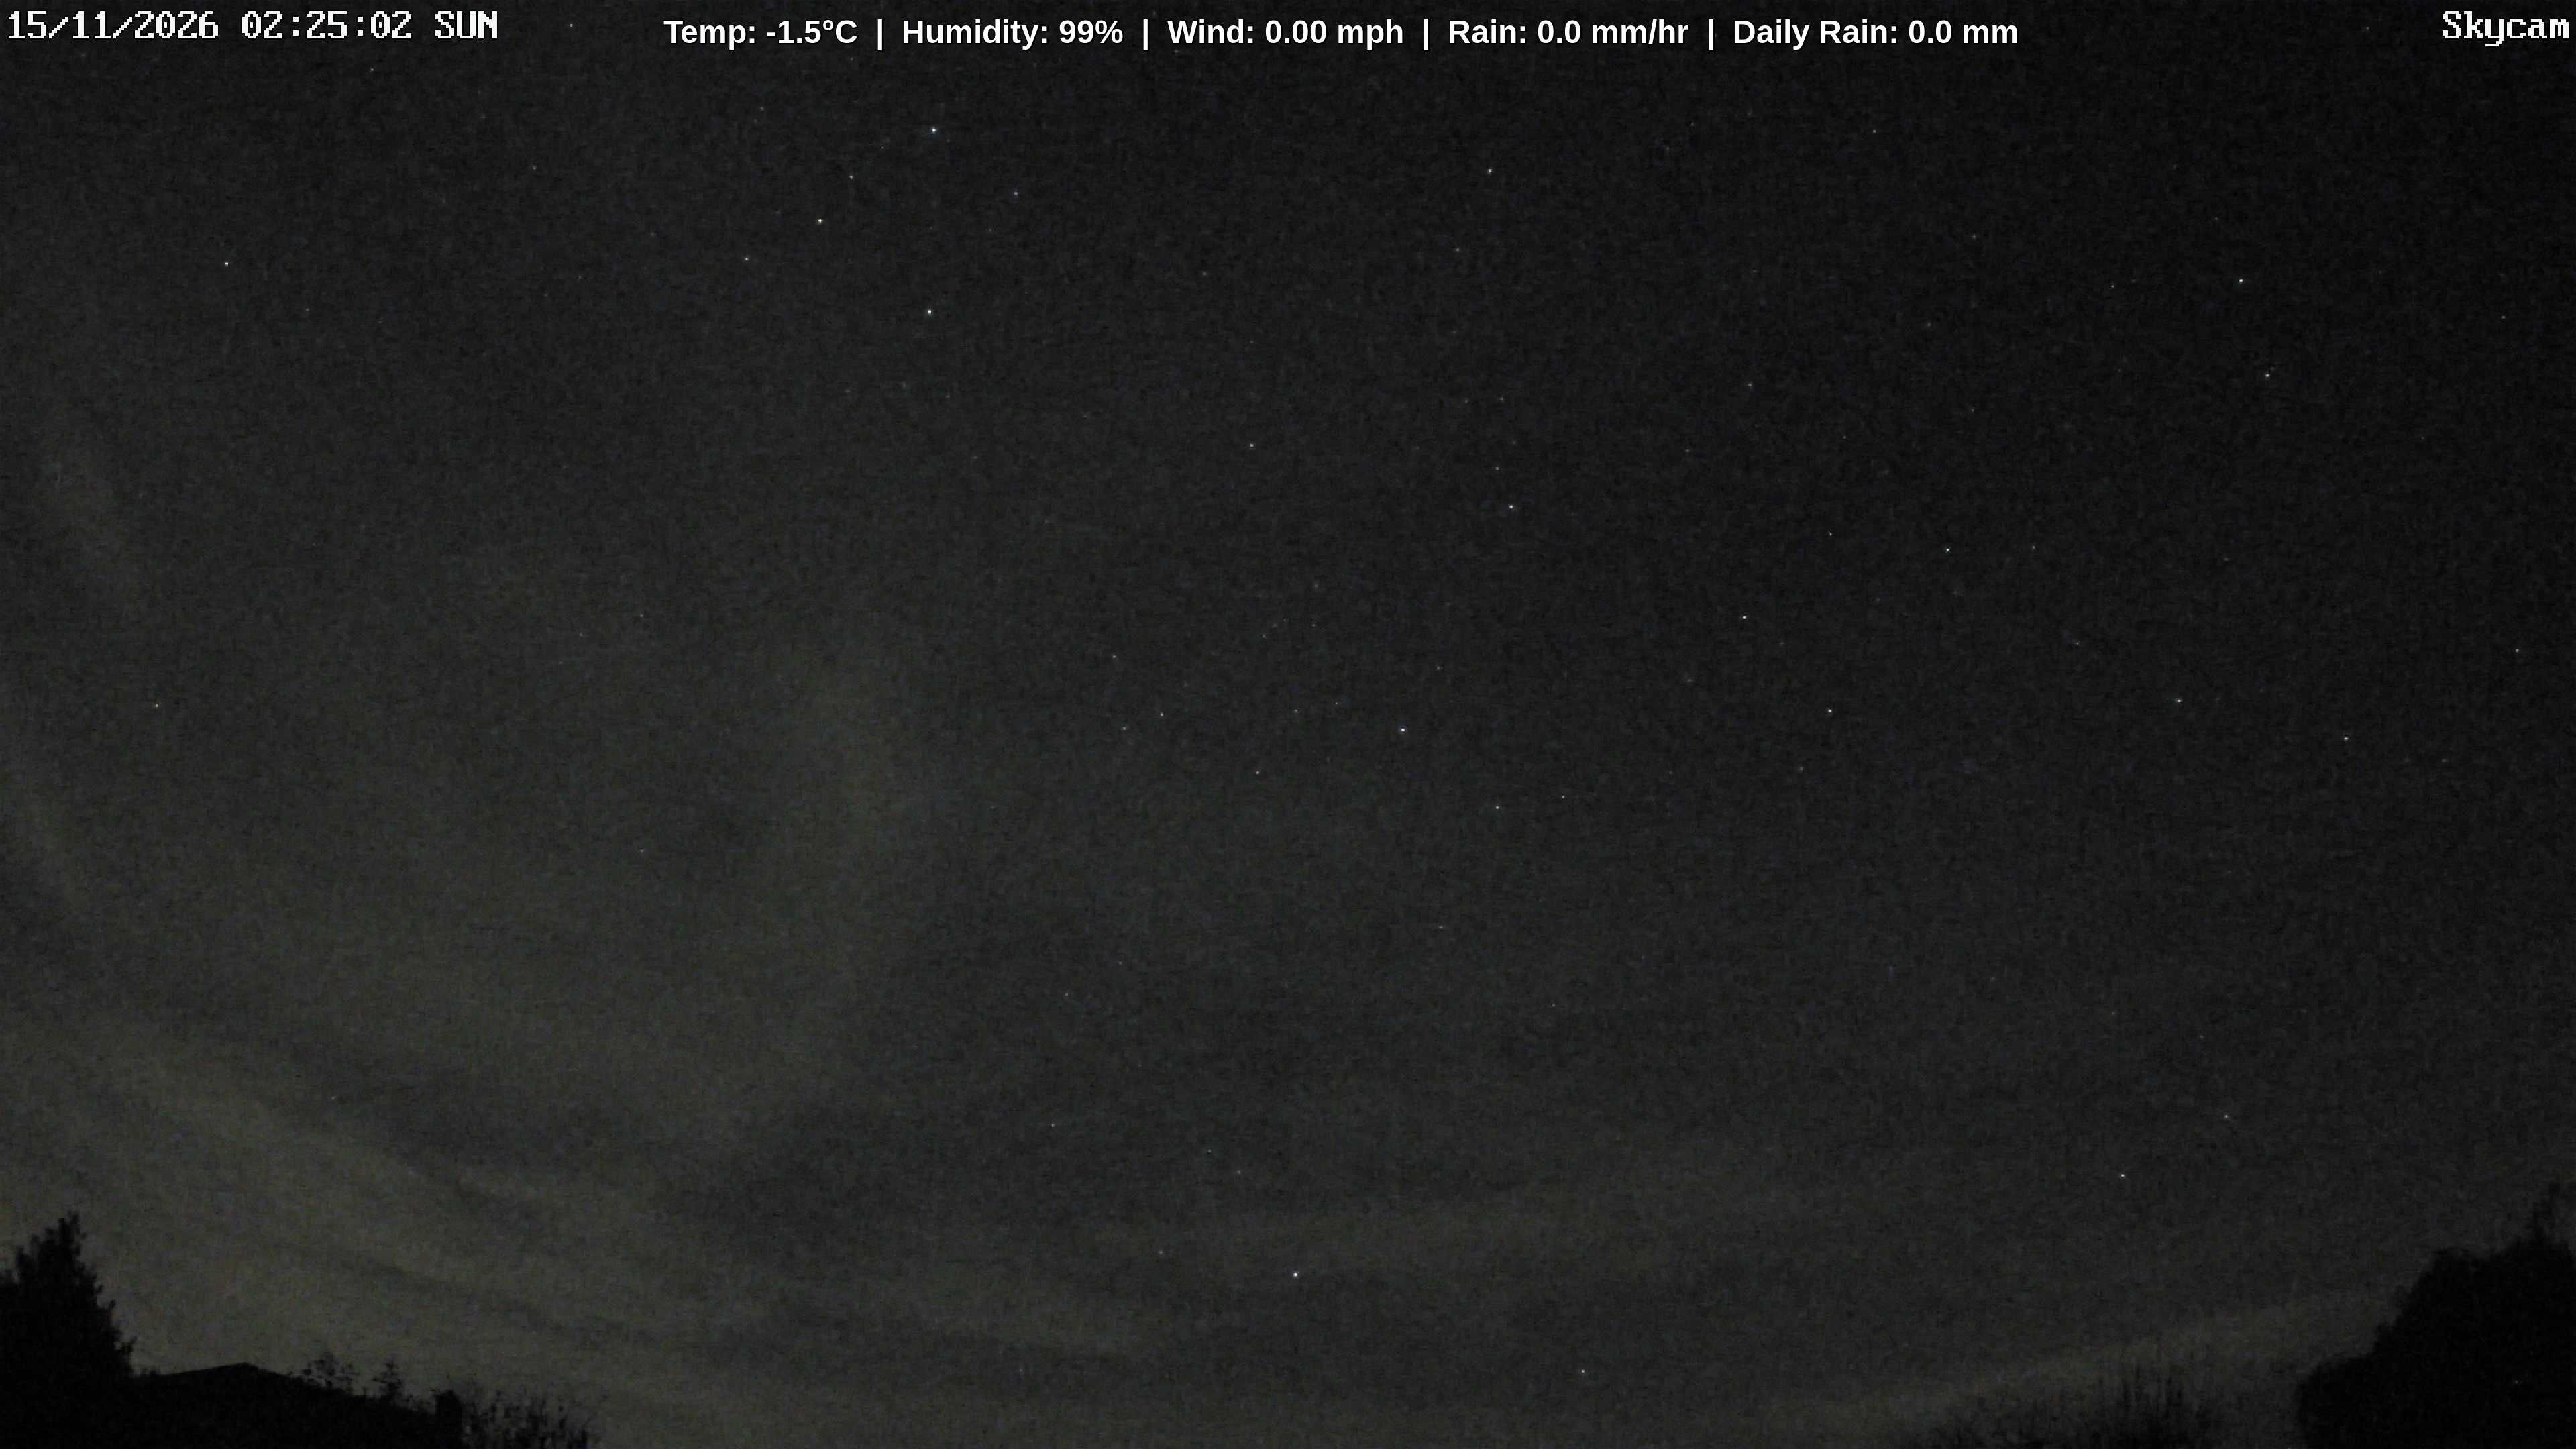 15/11/2026 02:25:02 SUN
Temp: -1.5°C | Humidity: 99% | Wind: 0.00 mph | Rain: 0.0 mm/hr | Daily Rain: 0.0 mm
Skycam